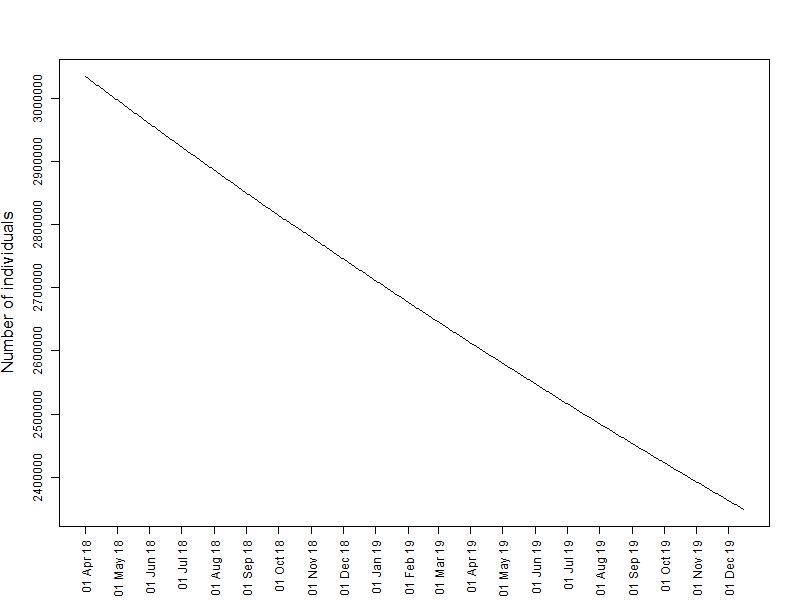 Number of individuals
3000000
2900000
2800000
2700000
2600000
2500000
2400000
01 Apr 18
01 May 18
01 Jun 18
01 Jul 18
01 Aug 18
01 Sep 18
01 Oct 18
01 Nov 18
01 Dec 18
01 Jan 19
01 Feb 19
01 Mar 19
01 Apr 19
01 May 19
01 Jun 19
01 Jul 19
01 Aug 19
01 Sep 19
01 Oct 19
01 Nov 19
01 Dec 19